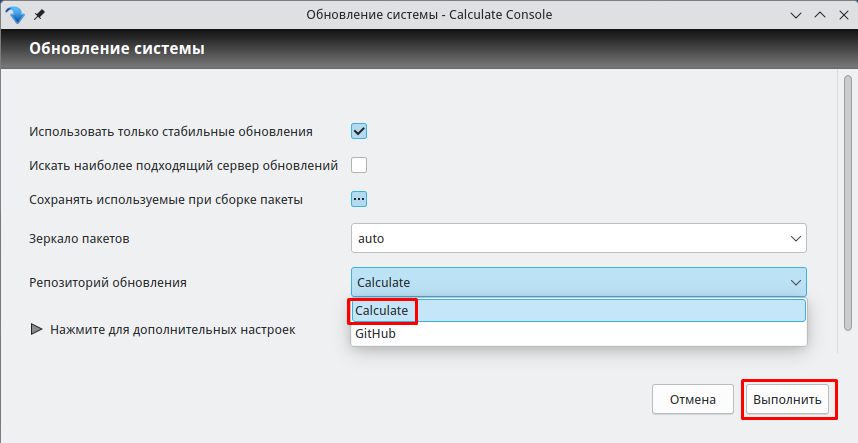 Обновление системы - Calculate Console
Обновление системы
Использовать только стабильные обновления
Искать наиболее подходящий сервер обновлений
Сохранять используемые при сборке пакеты
Зеркало пакетов auto
Репозиторий обновления Calculate
Calculate
GitHub
Нажмите для дополнительных настроек
Отмена Выполнить